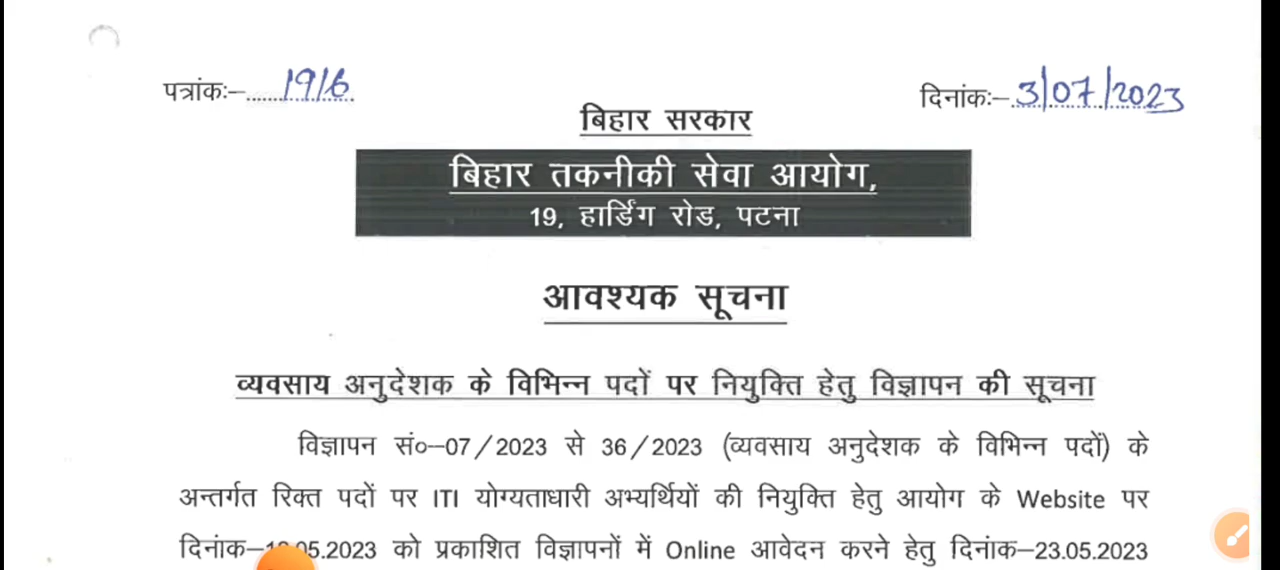 पत्रांकः–.....1916.
दिनांकः–.3/07/2023
बिहार सरकार
बिहार तकनीकी सेवा आयोग,
19, हार्डिंग रोड, पटना
आवश्यक सूचना
व्यवसाय अनुदेशक के विभिन्न पदों पर नियुक्ति हेतु विज्ञापन की सूचना
विज्ञापन सं०–07/2023 से 36/2023 (व्यवसाय अनुदेशक के विभिन्न पदों) के
अन्तर्गत रिक्त पदों पर ITI योग्यताधारी अभ्यर्थियों की नियुक्ति हेतु आयोग के Website पर
दिनांक– को प्रकाशित विज्ञापनों में Online आवेदन करने हेतु दिनांक–23.05.2023